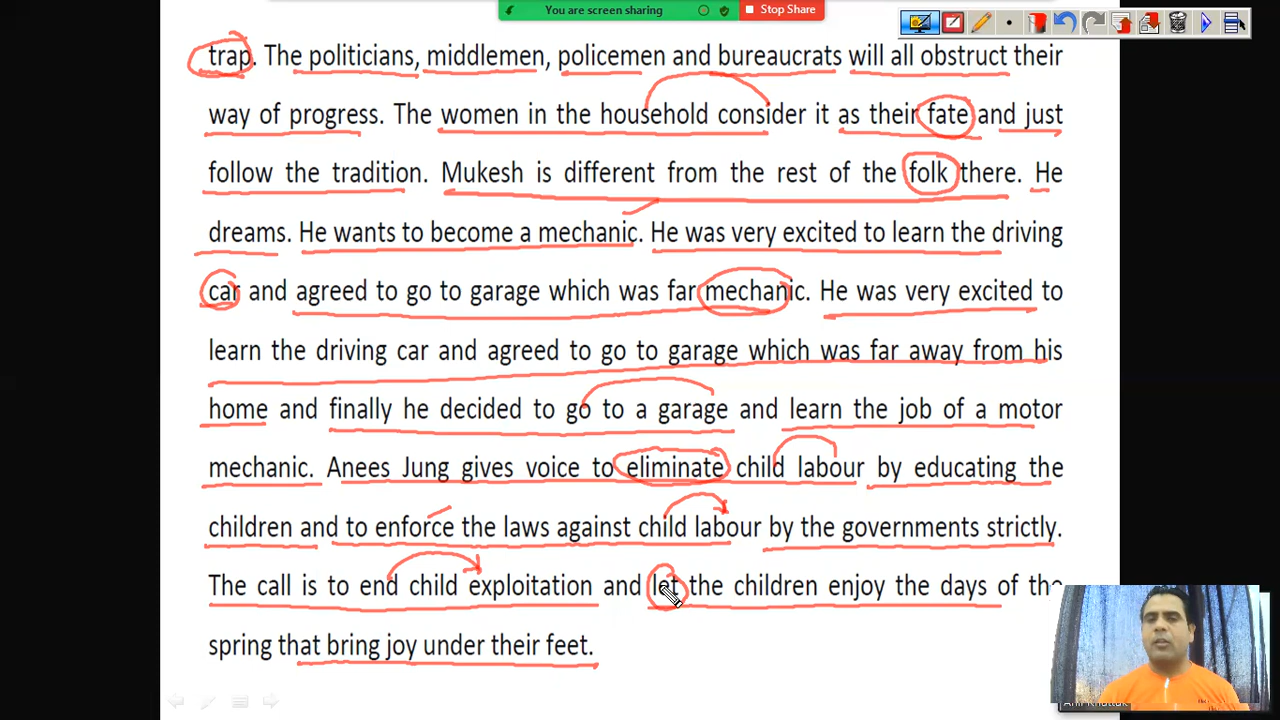 You are screen sharing
Stop Share
trap. The politicians, middlemen, policemen and bureaucrats will all obstruct their
way of progress. The women in the household consider it as their fate and just
follow the tradition. Mukesh is different from the rest of the folk there. He
dreams. He wants to become a mechanic. He was very excited to learn the driving
car and agreed to go to garage which was far mechanic. He was very excited to
learn the driving car and agreed to go to garage which was far away from his
home and finally he decided to go to a garage and learn the job of a motor
mechanic. Anees Jung gives voice to eliminate child labour by educating the
children and to enforce the laws against child labour by the governments strictly.
The call is to end child exploitation and let the children enjoy the days of the
spring that bring joy under their feet.